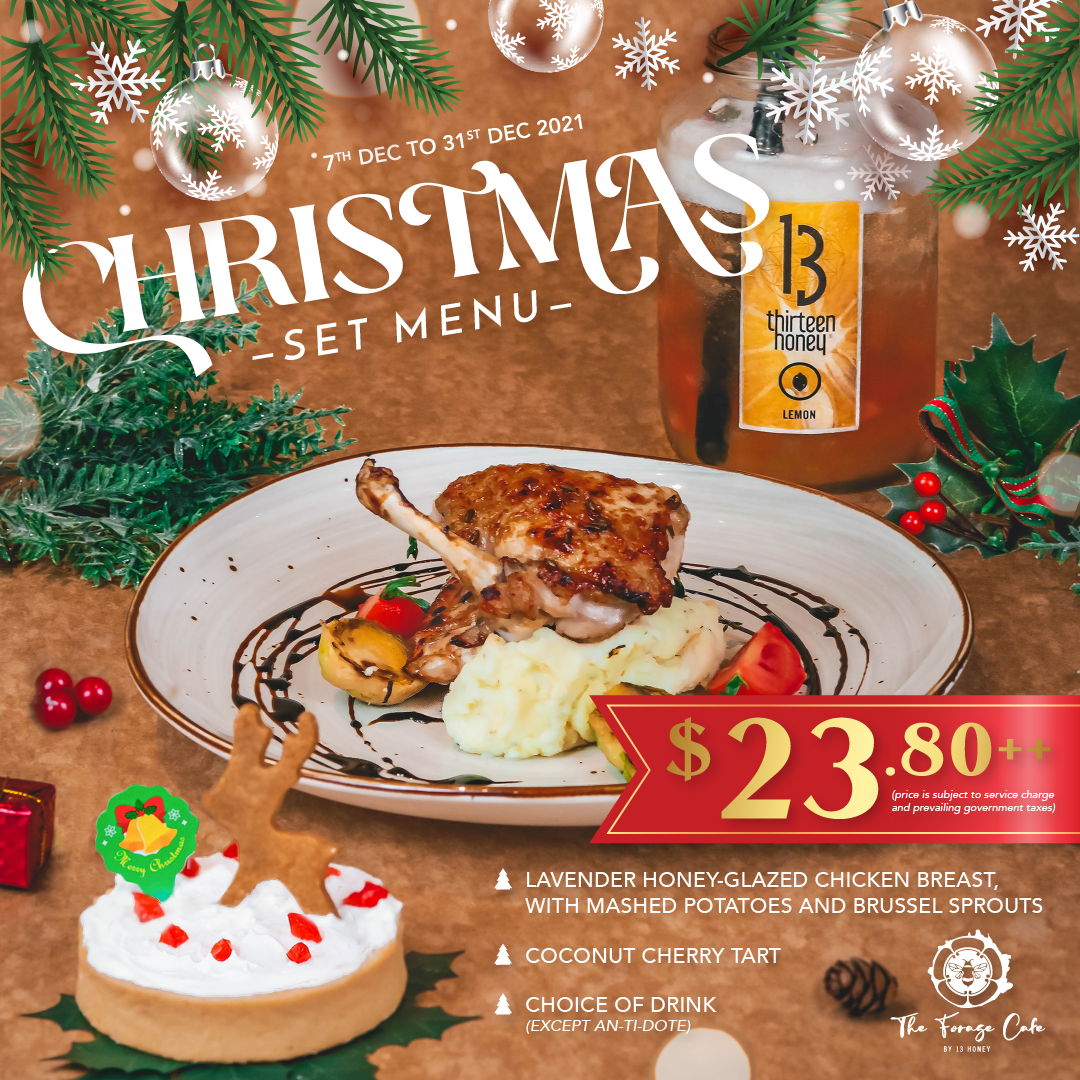 7TH DEC TO 31ST DEC 2021
CHRISTMAS
–SET MENU–
13
thirteen
honey
LEMON
$23.80++
(price is subject to service charge
and prevailing government taxes)
Merry Christmas
LAVENDER HONEY-GLAZED CHICKEN BREAST,
WITH MASHED POTATOES AND BRUSSEL SPROUTS
COCONUT CHERRY TART
CHOICE OF DRINK
(EXCEPT AN-TI-DOTE)
The Forage Cafe
BY 13 HONEY